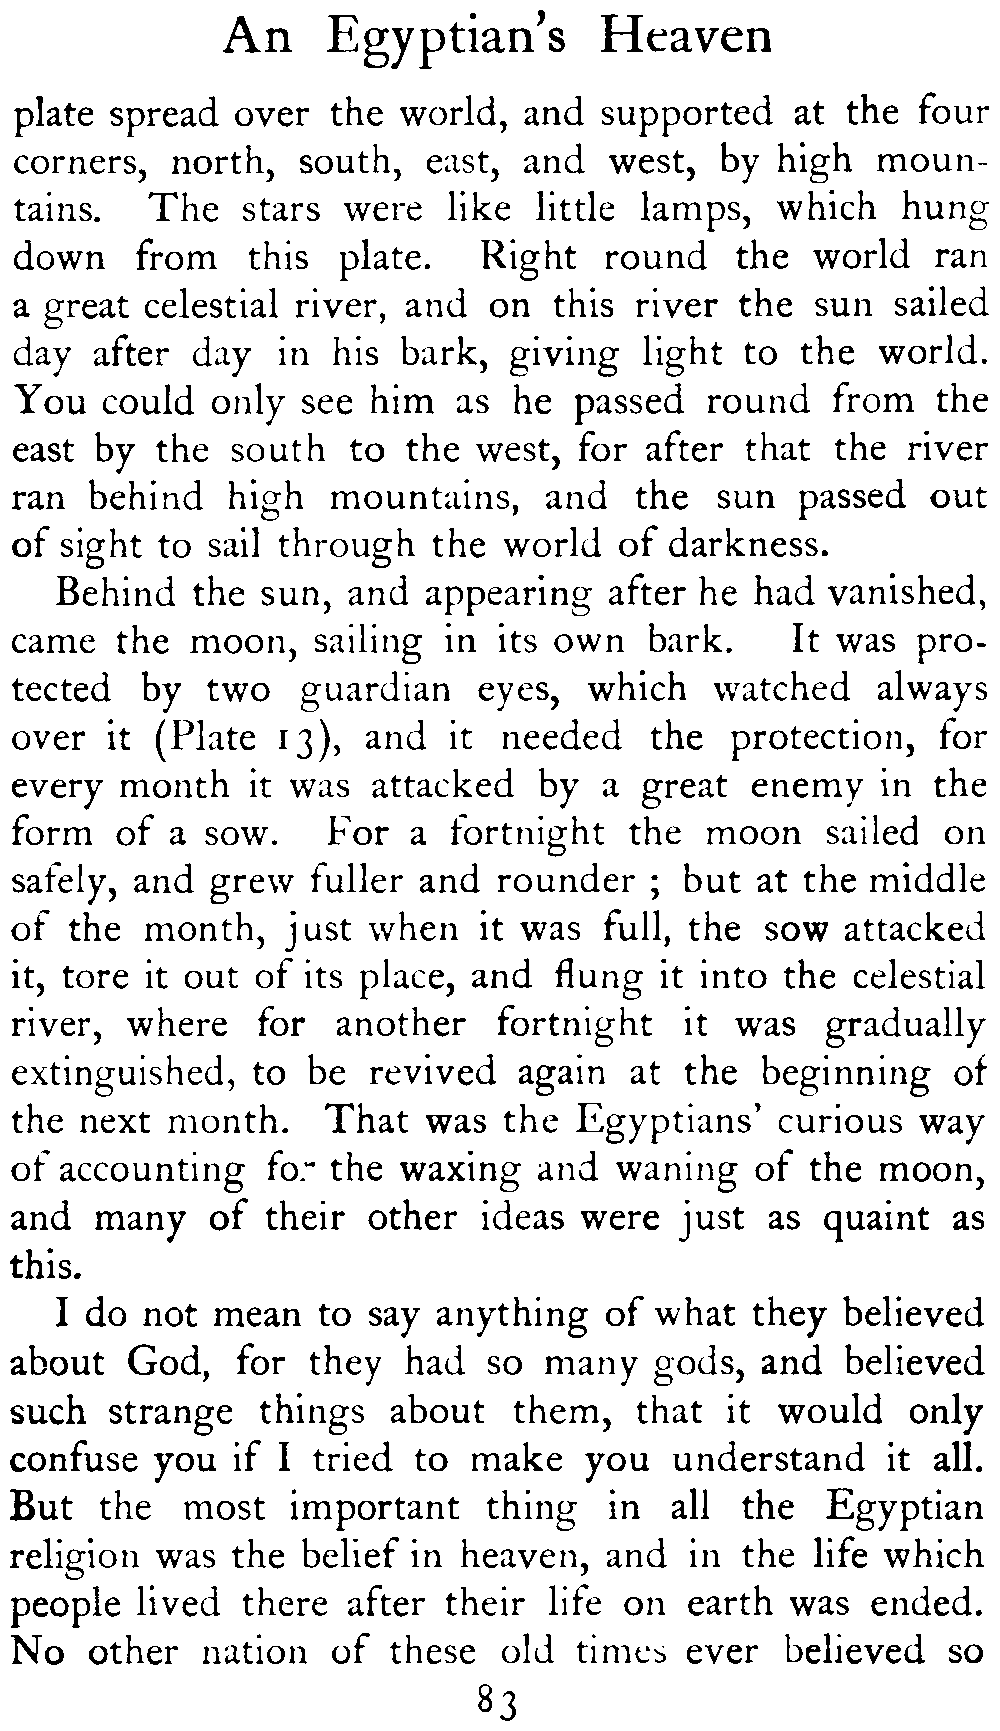 An Egyptian's Heaven
plate spread over the world, and supported at the four
corners, north, south, east, and west, by high moun-
tains. The stars were like little lamps, which hung
down from this plate. Right round the world ran
a great celestial river, and on this river the sun sailed
day after day in his bark, giving light to the world.
You could only see him as he passed round from the
east by the south to the west, for after that the river
ran behind high mountains, and the sun passed out
of sight to sail through the world of darkness.
Behind the sun, and appearing after he had vanished,
came the moon, sailing in its own bark. It was pro-
tected by two guardian eyes, which watched always
over it (Plate 13), and it needed the protection, for
every month it was attacked by a great enemy in the
form of a sow. For a fortnight the moon sailed on
safely, and grew fuller and rounder ; but at the middle
of the month, just when it was full, the sow attacked
it, tore it out of its place, and flung it into the celestial
river, where for another fortnight it was gradually
extinguished, to be revived again at the beginning of
the next month. That was the Egyptians' curious way
of accounting for the waxing and waning of the moon,
and many of their other ideas were just as quaint as
this.
I do not mean to say anything of what they believed
about God, for they had so many gods, and believed
such strange things about them, that it would only
confuse you if I tried to make you understand it all.
But the most important thing in all the Egyptian
religion was the belief in heaven, and in the life which
people lived there after their life on earth was ended.
No other nation of these old times ever believed so
83